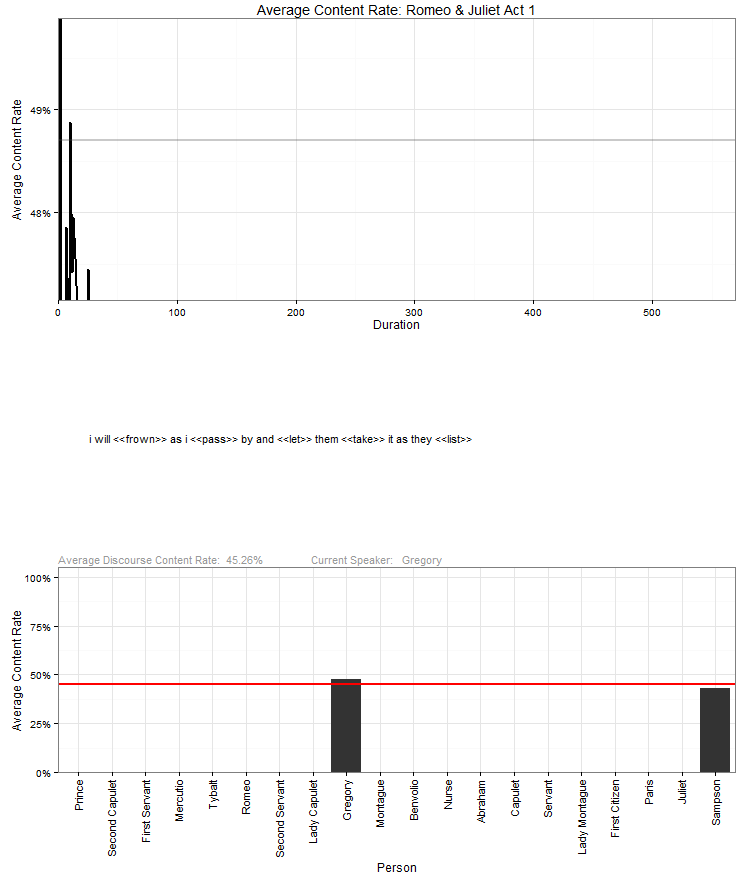 Average Content Rate: Romeo & Juliet Act 1
Average Content Rate
49%
48%
0 100 200 300 400 500
Duration
i will <<frown>> as i <<pass>> by and <<let>> them <<take>> it as they <<list>>
Average Discourse Content Rate: 45.26% Current Speaker: Gregory
Average Content Rate
100%
75%
50%
25%
0%
Prince
Second Capulet
First Servant
Mercutio
Tybalt
Romeo
Second Servant
Lady Capulet
Gregory
Montague
Benvolio
Nurse
Abraham
Capulet
Servant
Lady Montague
First Citizen
Paris
Juliet
Sampson
Person